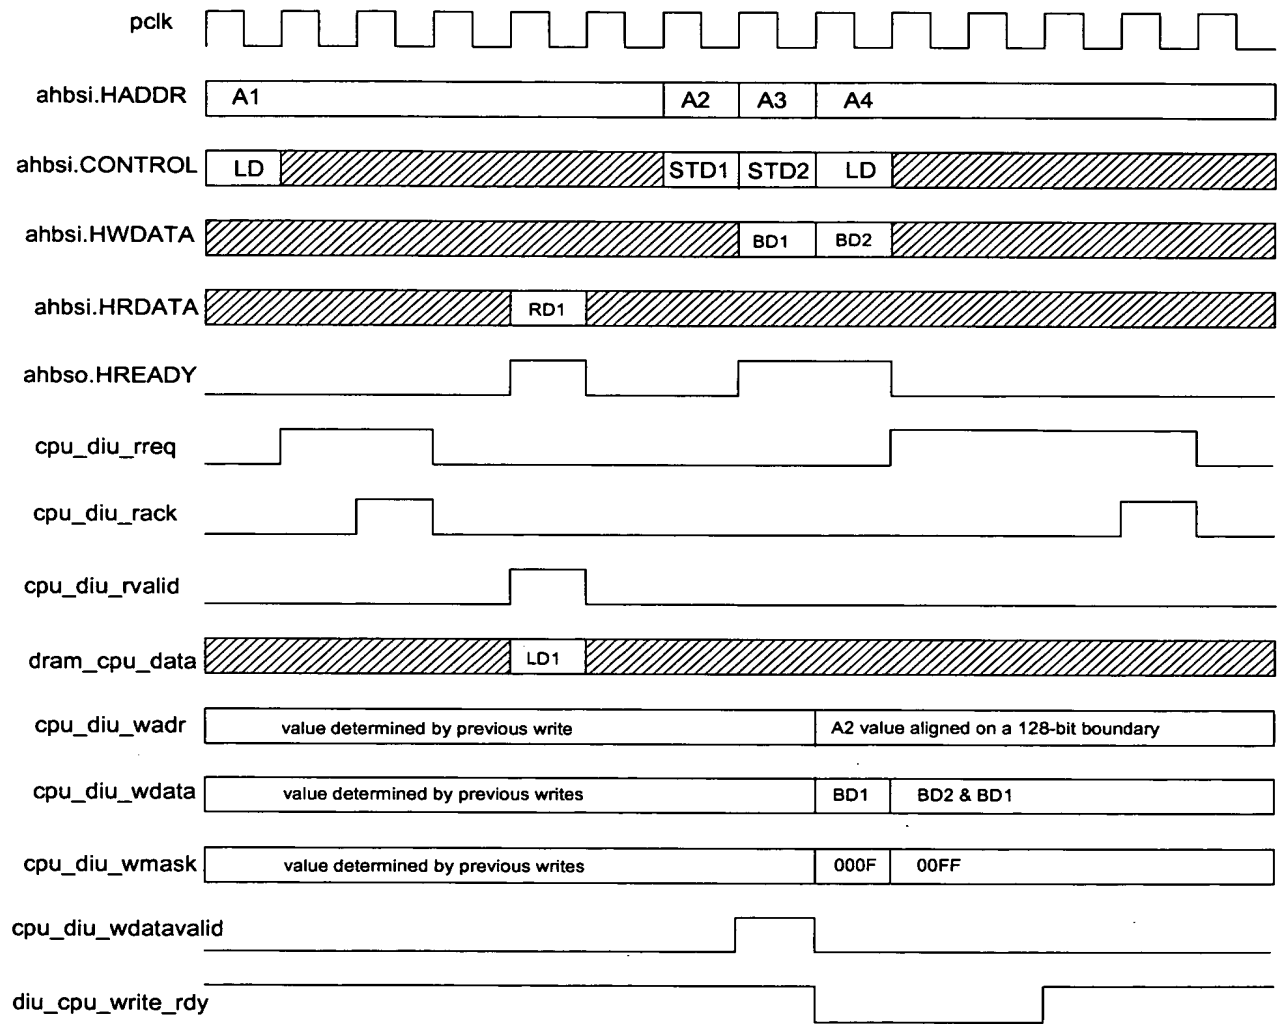 pclk
ahbsi.HADDR A1 A2 A3 A4
ahbsi.CONTROL LD STD1 STD2 LD
ahbsi.HWDATA BD1 BD2
ahbsi.HRDATA RD1
ahbso.HREADY
cpu_diu_rreq
cpu_diu_rack
cpu_diu_rvalid
dram_cpu_data LD1
cpu_diu_wadr value determined by previous write A2 value aligned on a 128-bit boundary
cpu_diu_wdata value determined by previous writes BD1 BD2 & BD1
cpu_diu_wmask value determined by previous writes 000F 00FF
cpu_diu_wdatavalid
diu_cpu_write_rdy